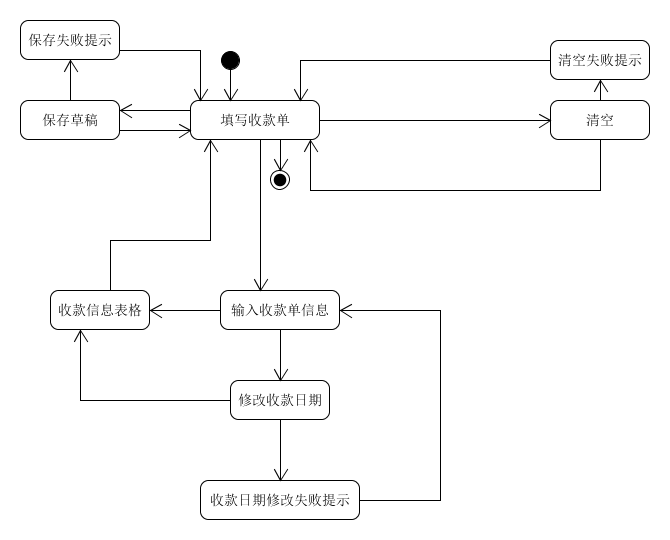 保存失败提示
清空失败提示
保存草稿
填写收款单
清空
收款信息表格
输入收款单信息
修改收款日期
收款日期修改失败提示